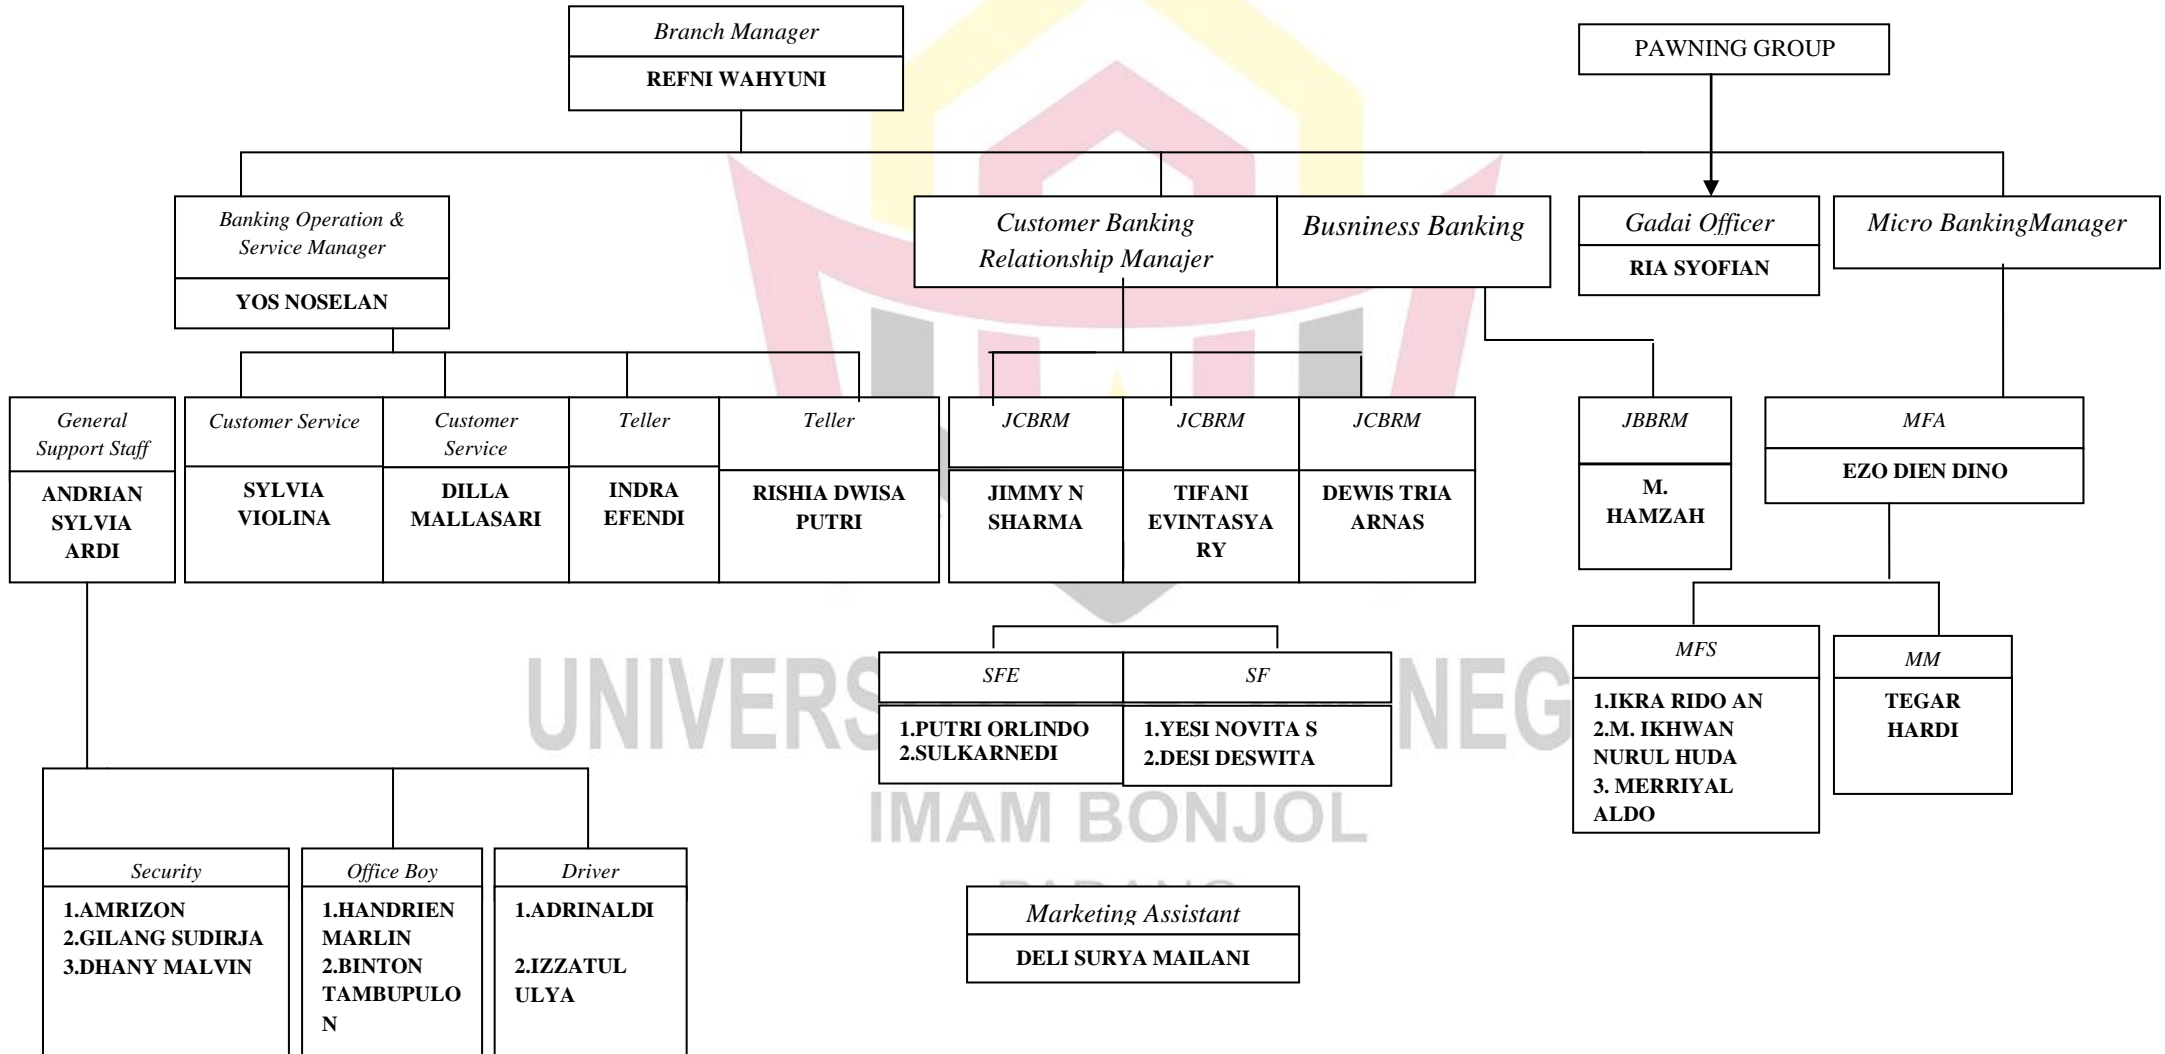 Branch Manager
REFNI WAHYUNI
PAWNING GROUP
Banking Operation &
Service Manager
YOS NOSELAN
Customer Banking
Relationship Manajer
Busniness Banking
Gadai Officer
RIA SYOFIAN
Micro BankingManager
General
Support Staff
ANDRIAN
SYLVIA
ARDI
Customer Service
SYLVIA
VIOLINA
Customer
Service
DILLA
MALLASARI
Teller
INDRA
EFENDI
Teller
RISHIA DWISA
PUTRI
JCBRM
JIMMY N
SHARMA
JCBRM
TIFANI
EVINTASYA
RY
JCBRM
DEWIS TRIA
ARNAS
JBBRM
M.
HAMZAH
MFA
EZO DIEN DINO
SFE
1.PUTRI ORLINDO
2.SULKARNEDI
SF
1.YESI NOVITA S
2.DESI DESWITA
MFS
1.IKRA RIDO AN
2.M. IKHWAN
NURUL HUDA
3. MERRIYAL
ALDO
MM
TEGAR
HARDI
UNIVERS NEG
IMAM BONJOL
Security
1.AMRIZON
2.GILANG SUDIRJA
3.DHANY MALVIN
Office Boy
1.HANDRIEN
MARLIN
2.BINTON
TAMBUPULO
N
Driver
1.ADRINALDI
2.IZZATUL
ULYA
Marketing Assistant
DELI SURYA MAILANI